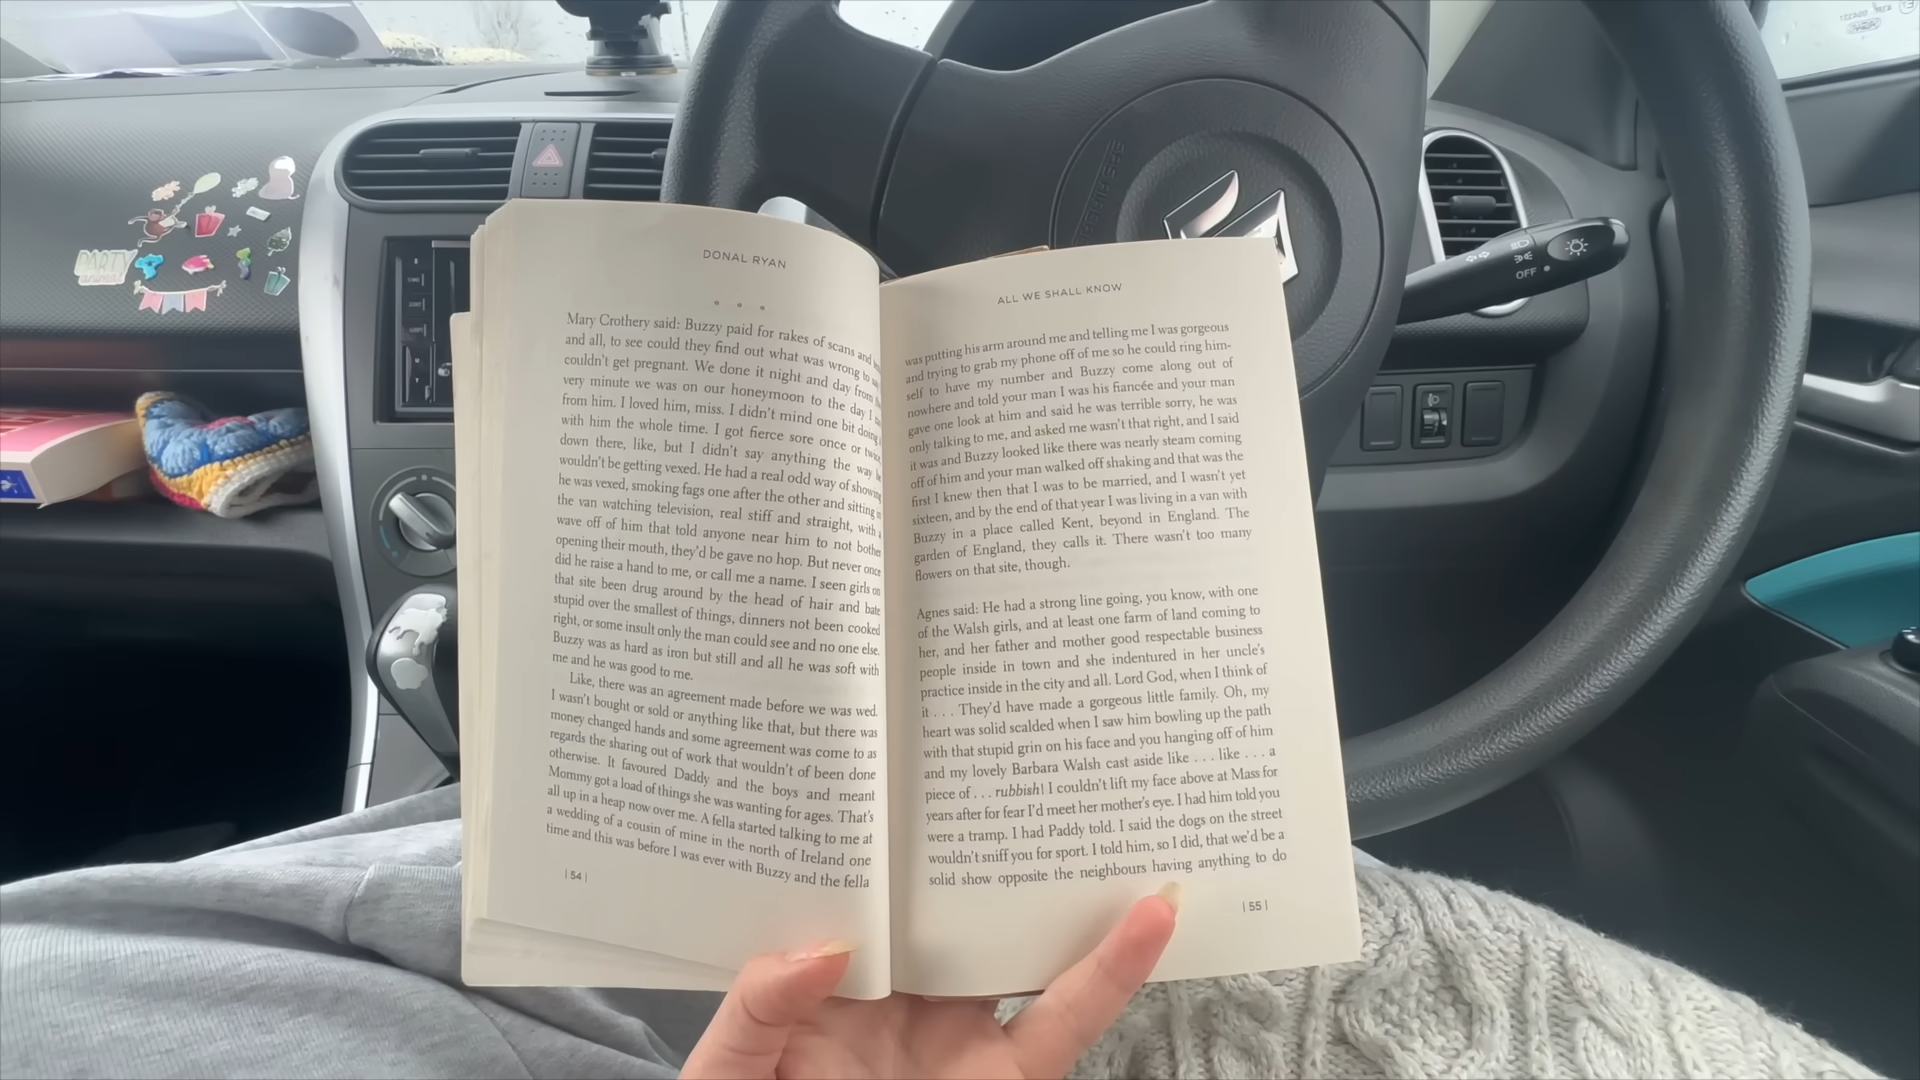 DONAL RYAN
Mary Crothery said: Buzzy paid for rakes of scans and
and all, to see could they find out what was wrong to
couldn't get pregnant. We done it night and day from
very minute we was on our honeymoon to the day I
from him. I loved him, miss. I didn't mind one bit doing
with him the whole time. I got fierce sore once or twice
down there, like, but I didn't say anything the way he
wouldn't be getting vexed. He had a real odd way of showing
he was vexed, smoking fags one after the other and sitting in
the van watching television, real stiff and straight, with a
wave off of him that told anyone near him to not bother
opening their mouth, they'd be gave no hop. But never once
did he raise a hand to me, or call me a name. I seen girls on
that site been drug around by the head of hair and bate
stupid over the smallest of things, dinners not been cooked
right, or some insult only the man could see and no one else.
Buzzy was as hard as iron but still and all he was soft with
me and he was good to me.
Like, there was an agreement made before we was wed.
I wasn't bought or sold or anything like that, but there was
money changed hands and some agreement was come to as
regards the sharing out of work that wouldn't of been done
otherwise. It favoured Daddy and the boys and meant
Mommy got a load of things she was wanting for ages. That's
all up in a heap now over me. A fella started talking to me at
a wedding of a cousin of mine in the north of Ireland one
time and this was before I was ever with Buzzy and the fella
| 54 |
ALL WE SHALL KNOW
was putting his arm around me and telling me I was gorgeous
and trying to grab my phone off of me so he could ring him-
self to have my number and Buzzy come along out of
nowhere and told your man I was his fiancée and your man
gave one look at him and said he was terrible sorry, he was
only talking to me, and asked me wasn't that right, and I said
it was and Buzzy looked like there was nearly steam coming
off of him and your man walked off shaking and that was the
first I knew then that I was to be married, and I wasn't yet
sixteen, and by the end of that year I was living in a van with
Buzzy in a place called Kent, beyond in England. The
garden of England, they calls it. There wasn't too many
flowers on that site, though.
Agnes said: He had a strong line going, you know, with one
of the Walsh girls, and at least one farm of land coming to
her, and her father and mother good respectable business
people inside in town and she indentured in her uncle's
practice inside in the city and all. Lord God, when I think of
it . . . They'd have made a gorgeous little family. Oh, my
heart was solid scalded when I saw him bowling up the path
with that stupid grin on his face and you hanging off of him
and my lovely Barbara Walsh cast aside like . . . like . . . a
piece of . . . rubbish! I couldn't lift my face above at Mass for
years after for fear I'd meet her mother's eye. I had him told you
were a tramp. I had Paddy told. I said the dogs on the street
wouldn't sniff you for sport. I told him, so I did, that we'd be a
solid show opposite the neighbours having anything to do
| 55 |
PARTY
OFF